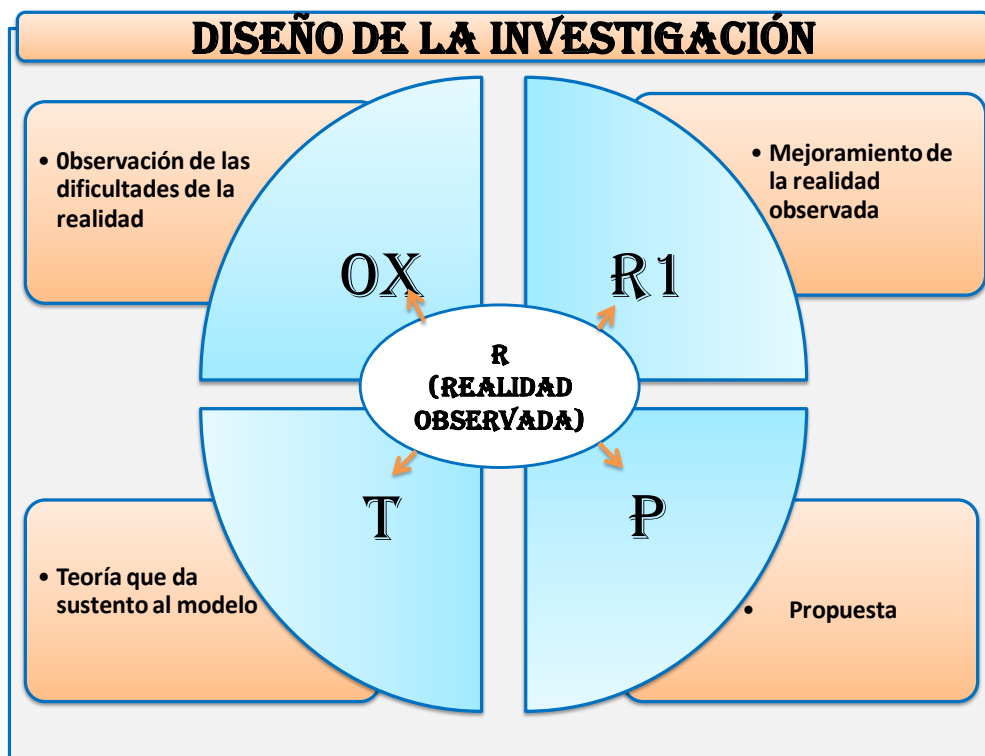 DISEÑO DE LA INVESTIGACIÓN
• 0bservación de las
dificultades de la
realidad
OX
R1
• Mejoramiento de
la realidad
observada
R
(REALIDAD
OBSERVADA)
• Teoría que da
sustento al modelo
T
P
• Propuesta